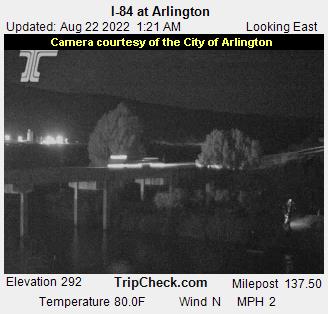 I-84 at Arlington
Updated: Aug 22 2022 1:21 AM Looking East
Camera courtesy of the City of Arlington
Elevation 292 TripCheck.com Milepost 137.50
Temperature 80.0F Wind N MPH 2